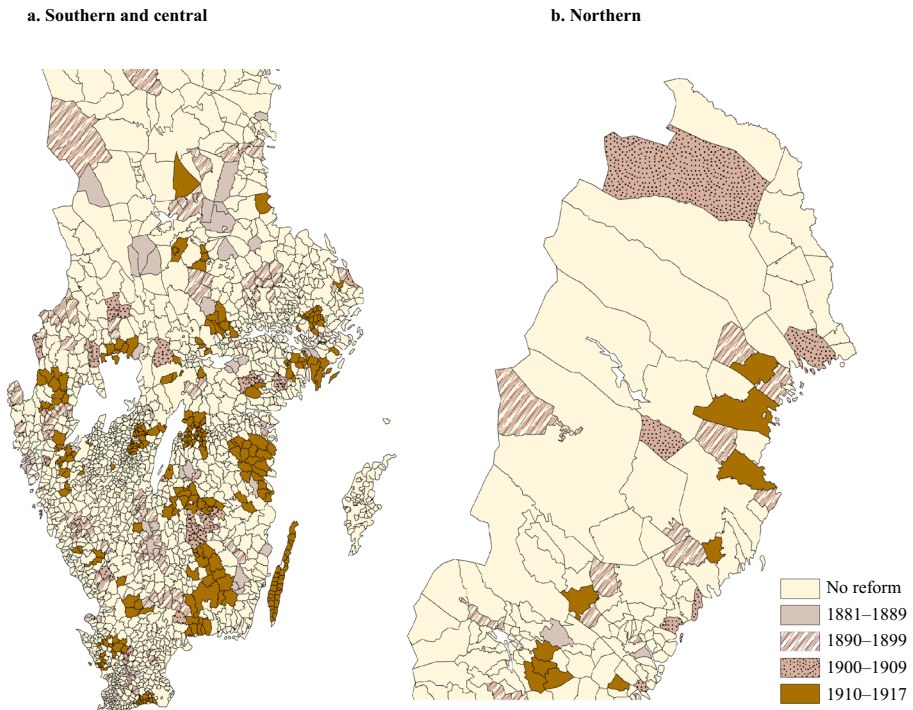 a. Southern and central
b. Northern
No reform
1881–1889
1890–1899
1900–1909
1910–1917